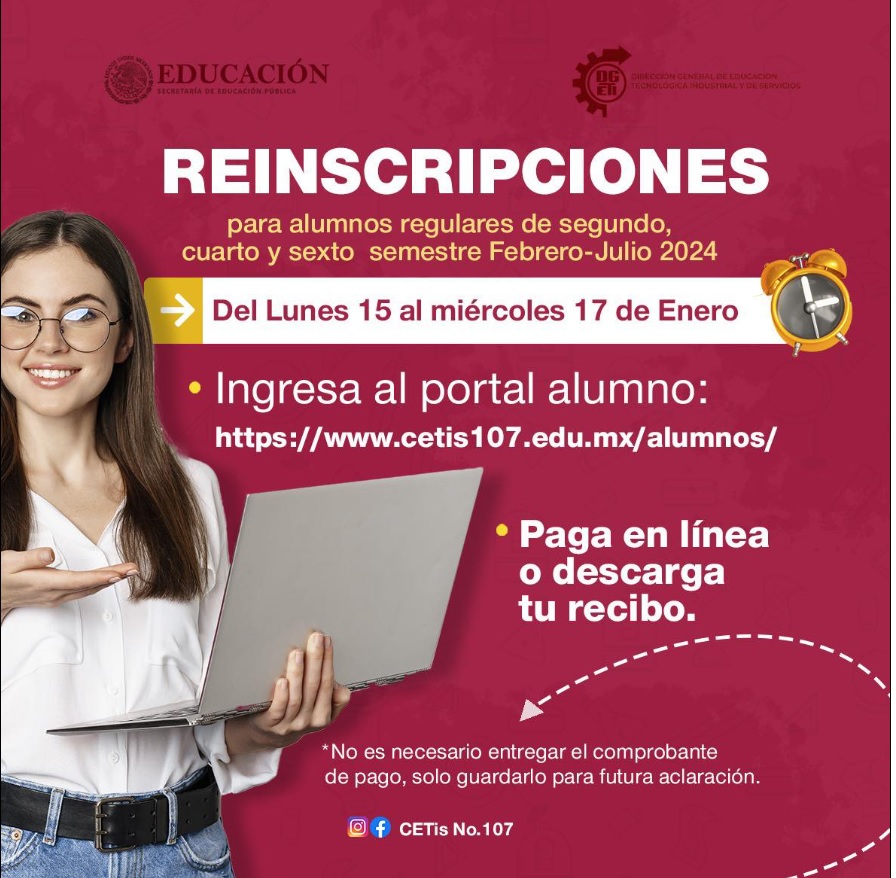 EDUCACIÓN
SECRETARÍA DE EDUCACIÓN PÚBLICA
DGETI
DIRECCIÓN GENERAL DE EDUCACIÓN
TECNOLÓGICA INDUSTRIAL Y DE SERVICIOS
REINSCRIPCIONES
para alumnos regulares de segundo,
cuarto y sexto semestre Febrero-Julio 2024
Del Lunes 15 al miércoles 17 de Enero
• Ingresa al portal alumno:
https://www.cetis107.edu.mx/alumnos/
• Paga en línea
o descarga
tu recibo.
*No es necesario entregar el comprobante
de pago, solo guardarlo para futura aclaración.
CETis No.107